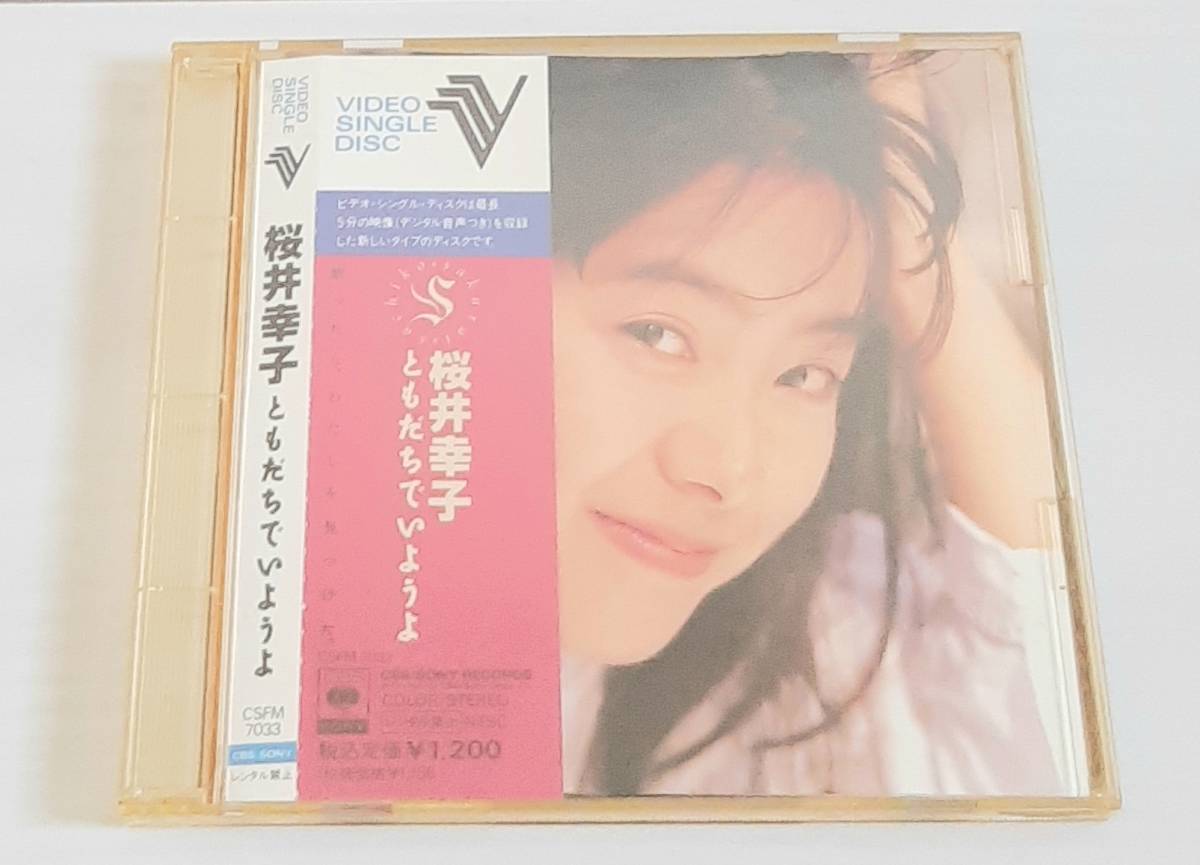 VIDEO
SINGLE
DISC
桜井幸子
ともだちでいようよ
CSFM
7033
CBS SONY
レンタル禁止
VIDEO
SINGLE
DISC
ビデオ・シングル・ディスクは最長
5分の映像(デジタル音声つき)を収録
した新しいタイプのディスクです。
桜井幸子
ともだちでいようよ
CBS/SONY RECORDS
COLOR/STEREO
税込定価¥1,200